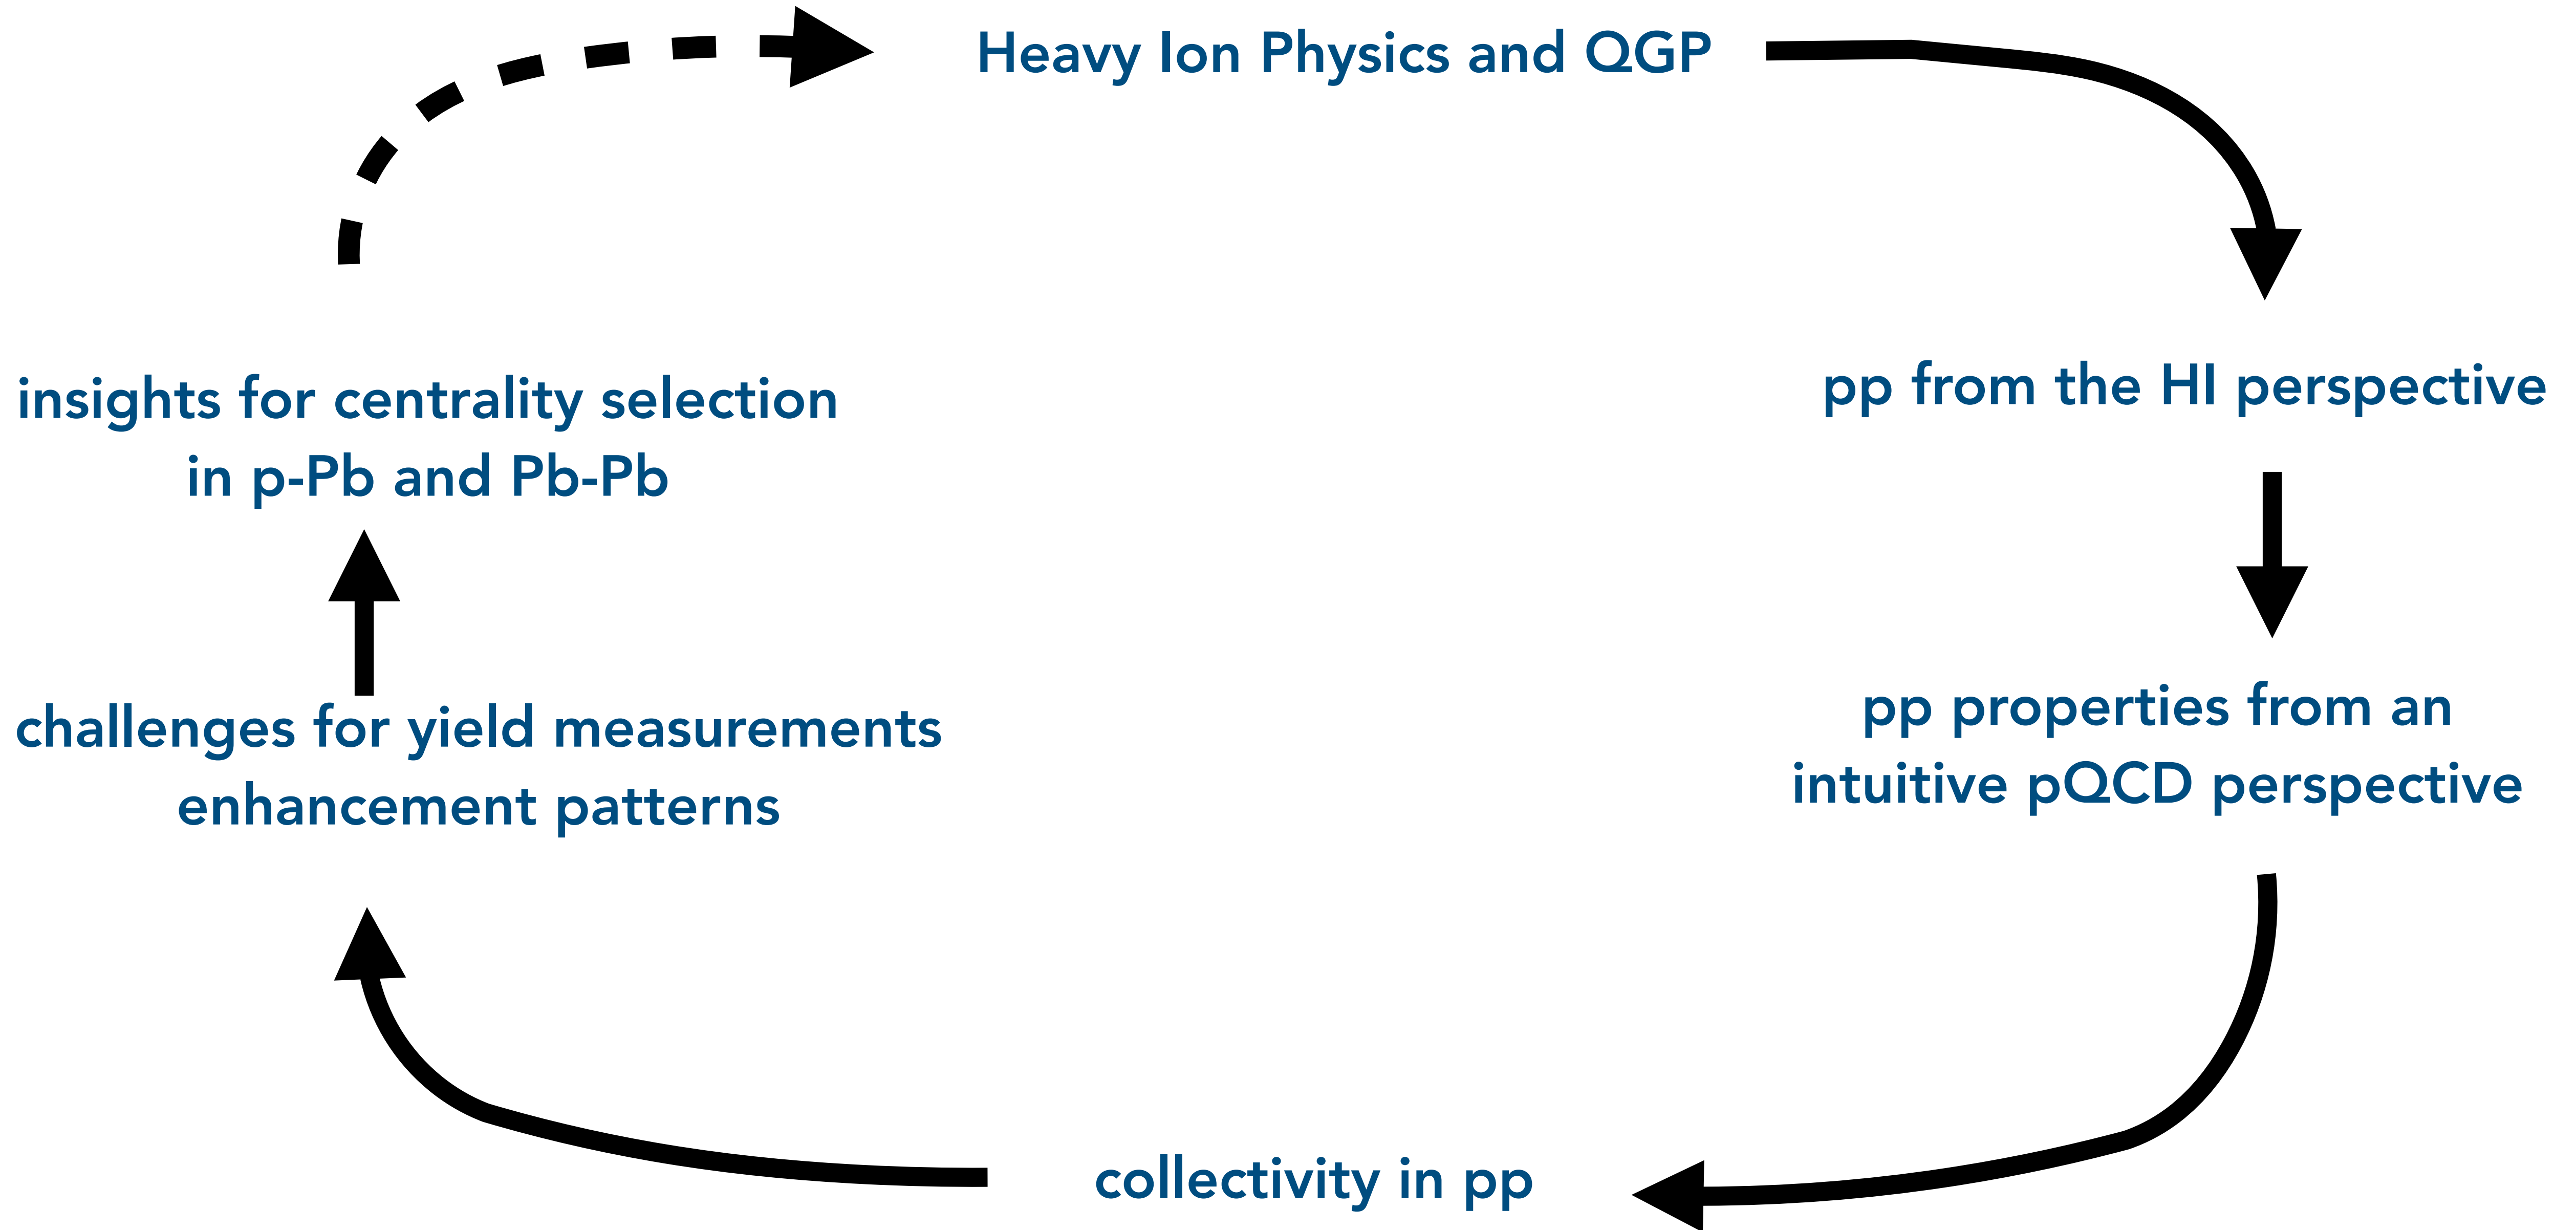 Heavy Ion Physics and QGP
pp from the HI perspective
pp properties from an
intuitive pQCD perspective
collectivity in pp
challenges for yield measurements
enhancement patterns
insights for centrality selection
in p-Pb and Pb-Pb